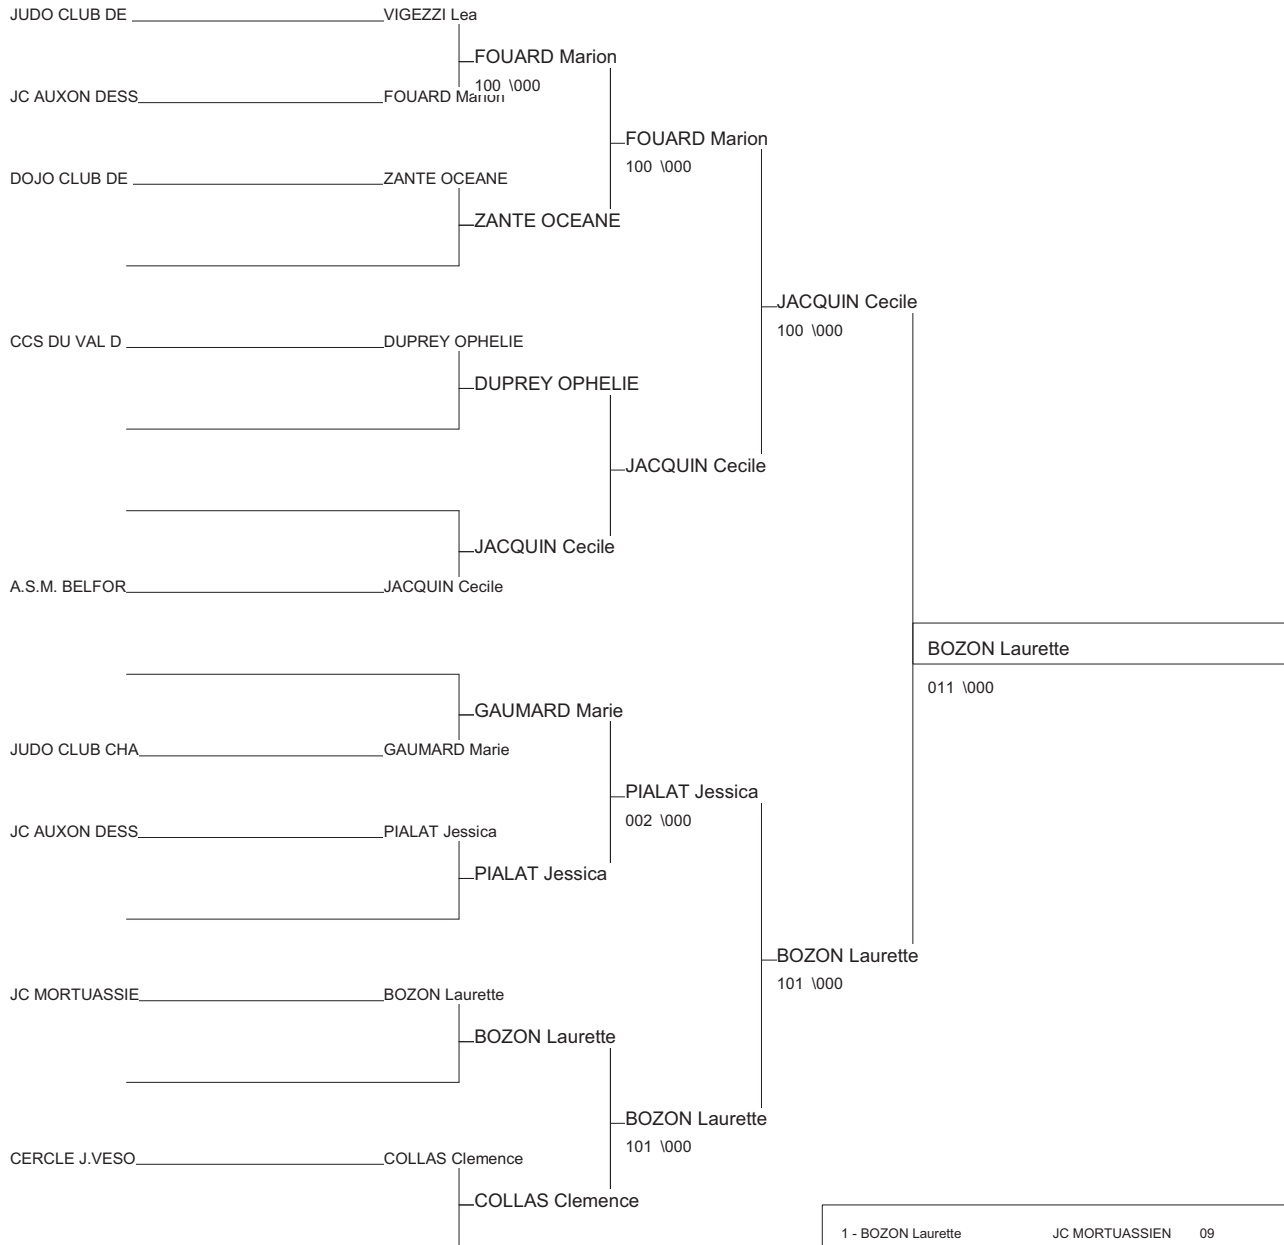 JUDO CLUB DE VIGEZZI Lea
FOUARD Marion
100 \000
JC AUXON DESS FOUARD Marion
FOUARD Marion
100 \000
DOJO CLUB DE ZANTE OCEANE
ZANTE OCEANE
JACQUIN Cecile
100 \000
CCS DU VAL D DUPREY OPHELIE
DUPREY OPHELIE
JACQUIN Cecile
JACQUIN Cecile
A.S.M. BELFOR JACQUIN Cecile
BOZON Laurette
011 \000
GAUMARD Marie
JUDO CLUB CHA GAUMARD Marie
PIALAT Jessica
002 \000
JC AUXON DESS PIALAT Jessica
PIALAT Jessica
BOZON Laurette
101 \000
JC MORTUASSIE BOZON Laurette
BOZON Laurette
BOZON Laurette
101 \000
CERCLE J.VESO COLLAS Clemence
COLLAS Clemence
1 - BOZON Laurette JC MORTUASSIEN 09